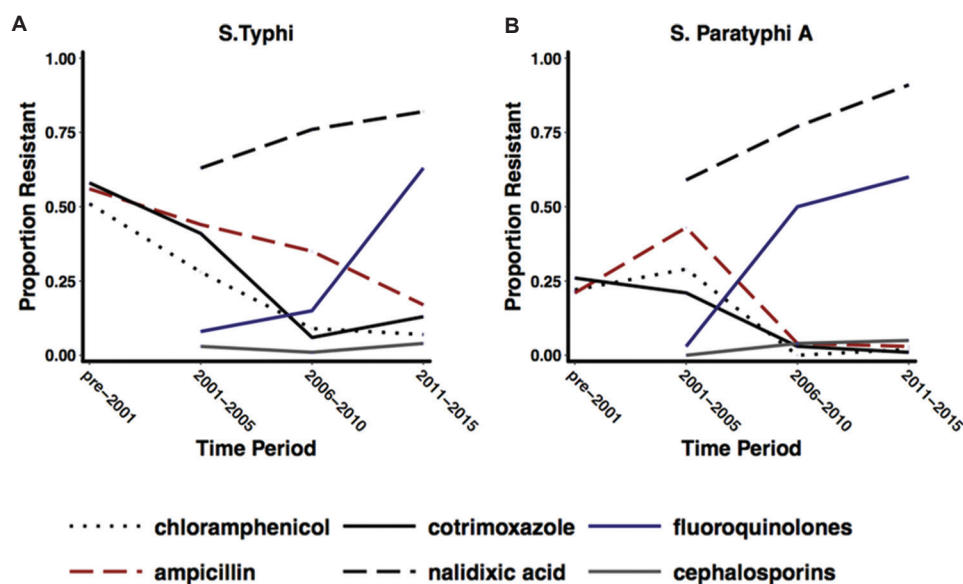 A
S.Typhi
Proportion Resistant
1.00
0.75
0.50
0.25
0.00
pre−2001
2001−2005
2006−2010
2011−2015
Time Period
B
S. Paratyphi A
Proportion Resistant
1.00
0.75
0.50
0.25
0.00
pre−2001
2001−2005
2006−2010
2011−2015
Time Period
chloramphenicol cotrimoxazole fluoroquinolones
ampicillin nalidixic acid cephalosporins